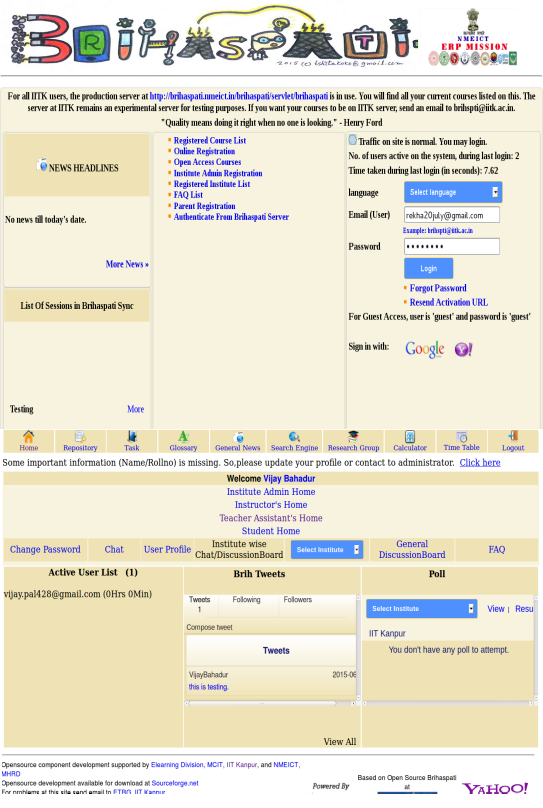 BRIHASPATI
2015 (c) bshtatoke@gmail.com
NMEICT
ERP MISSION
For all IITK users, the production server at http://brihaspati.nmeict.in/brihaspati/servlet/brihaspati is in use. You will find all your current courses listed on this. The
server at IITK remains an experimental server for testing purposes. If you want your courses to be on IITK server, send an email to brihspti@iitk.ac.in.
"Quality means doing it right when no one is looking." - Henry Ford
NEWS HEADLINES
No news till today's date.
More News »
List Of Sessions in Brihaspati Sync
Testing More
Registered Course List
Online Registration
Open Access Courses
Institute Admin Registration
Registered Institute List
FAQ List
Parent Registration
Authenticate From Brihaspati Server
Traffic on site is normal. You may login.
No. of users active on the system, during last login: 2
Time taken during last login (in seconds): 7.62
language Select language
Email (User) rekha20july@gmail.com
Example: brihspti@iitk.ac.in
Password ••••••••
Login
Forgot Password
Resend Activation URL
For Guest Access, user is 'guest' and password is 'guest'
Sign in with: Google Y!
Home Repository Task Glossary General News Search Engine Research Group Calculator Time Table Logout
Some important information (Name/Rollno) is missing. So,please update your profile or contact to administrator. Click here
Welcome Vijay Bahadur
Institute Admin Home
Instructor's Home
Teacher Assistant's Home
Student Home
Change Password Chat User Profile Institute wise Chat/DiscussionBoard Select Institute General DiscussionBoard FAQ
Active User List (1)
vijay.pal428@gmail.com (0Hrs 0Min)
Brih Tweets
Tweets Following Followers
1
Compose tweet
Tweets
VijayBahadur 2015-06
this is testing.
View All
Poll
Select Institute View | Resu
IIT Kanpur
You don't have any poll to attempt.
Opensource component development supported by Elearning Division, MCIT, IIT Kanpur, and NMEICT,
MHRD
Opensource development available for download at Sourceforge.net
For problems at this site send email to ETRG, IIT Kanpur
Powered By
Based on Open Source Brihaspati
at
YAHOO!